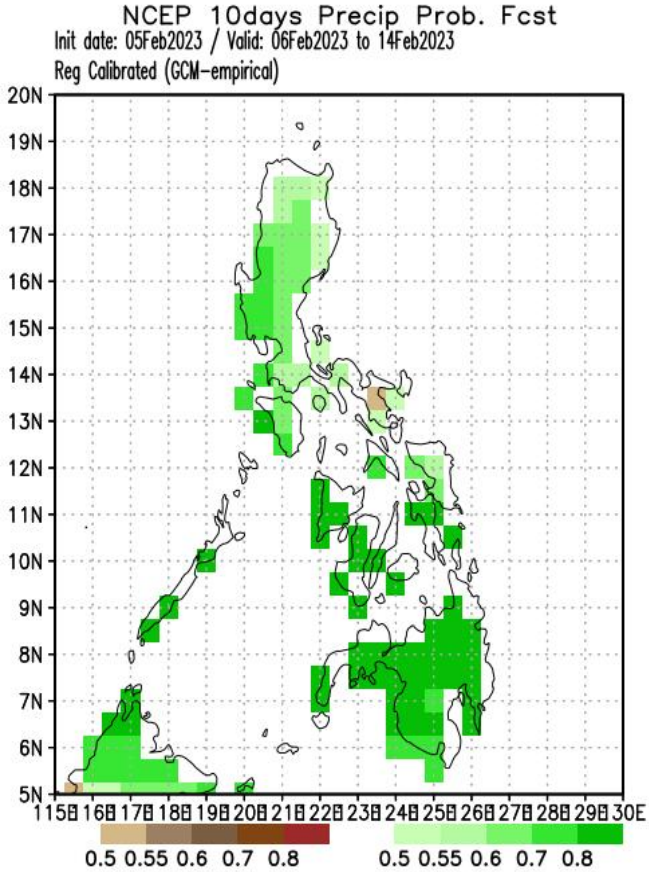 NCEP 10days Precip Prob. Fcst
Init date: 05Feb2023 / Valid: 06Feb2023 to 14Feb2023
Reg Calibrated (GCM-empirical)
20N
19N
18N
17N
16N
15N
14N
13N
12N
11N
10N
9N
8N
7N
6N
5N
115E 116E 117E 118E 119E 120E 121E 122E 123E 124E 125E 126E 127E 128E 129E 130E
0.5 0.55 0.6 0.7 0.8 0.5 0.55 0.6 0.7 0.8